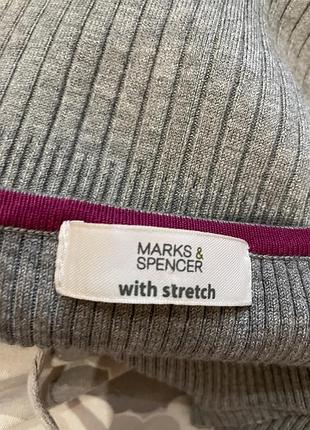 MARKS &
SPENCER
with stretch